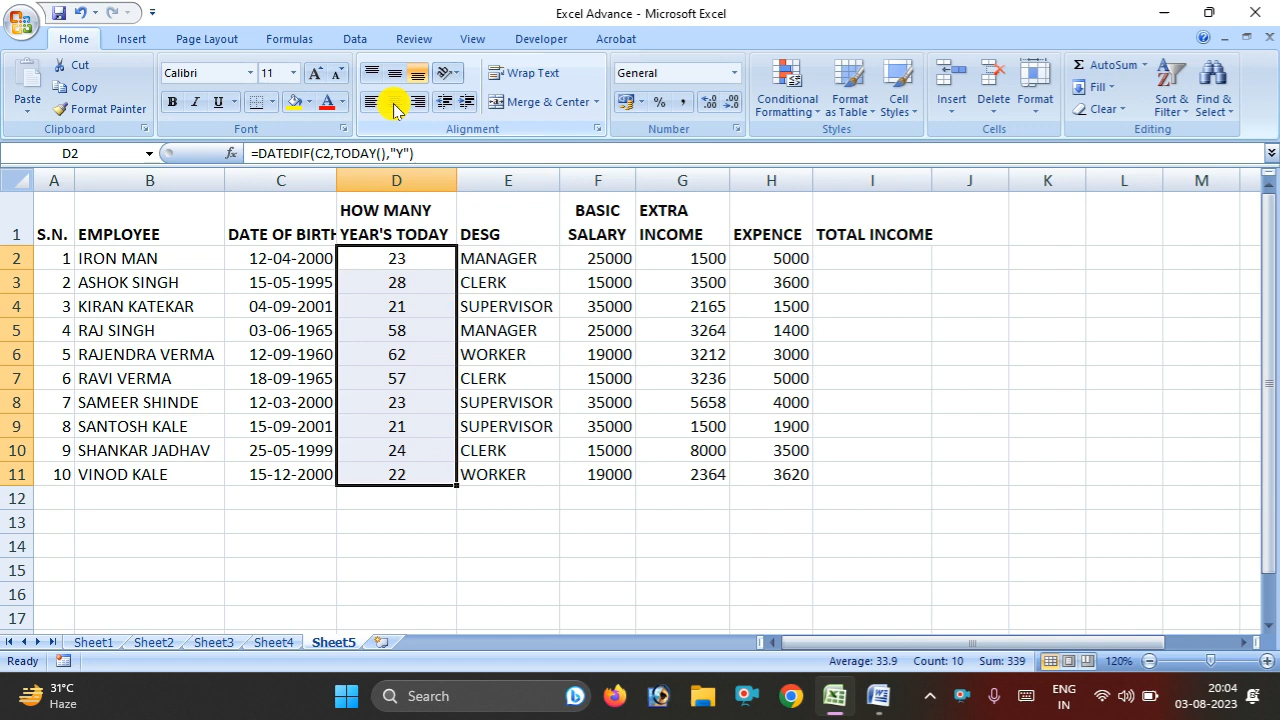 Excel Advance - Microsoft Excel
Home Insert Page Layout Formulas Data Review View Developer Acrobat
Paste Cut Copy Format Painter Clipboard
Calibri 11 B I U A Font
Wrap Text Merge & Center Alignment
General % , Number
Conditional Formatting Format as Table Cell Styles Styles
Insert Delete Format Cells
Σ AutoSum Fill Clear Sort & Filter Find & Select Editing
D2 fx =DATEDIF(C2,TODAY(),"Y")
A B C D E F G H I J K L M
1 S.N. EMPLOYEE DATE OF BIRTH HOW MANY YEAR'S TODAY DESG BASIC SALARY EXTRA INCOME EXPENCE TOTAL INCOME
2 1 IRON MAN 12-04-2000 23 MANAGER 25000 1500 5000
3 2 ASHOK SINGH 15-05-1995 28 CLERK 15000 3500 3600
4 3 KIRAN KATEKAR 04-09-2001 21 SUPERVISOR 35000 2165 1500
5 4 RAJ SINGH 03-06-1965 58 MANAGER 25000 3264 1400
6 5 RAJENDRA VERMA 12-09-1960 62 WORKER 19000 3212 3000
7 6 RAVI VERMA 18-09-1965 57 CLERK 15000 3236 5000
8 7 SAMEER SHINDE 12-03-2000 23 SUPERVISOR 35000 5658 4000
9 8 SANTOSH KALE 15-09-2001 21 SUPERVISOR 35000 1500 1900
10 9 SHANKAR JADHAV 25-05-1999 24 CLERK 15000 8000 3500
11 10 VINOD KALE 15-12-2000 22 WORKER 19000 2364 3620
12
13
14
15
16
17
Sheet1 Sheet2 Sheet3 Sheet4 Sheet5
Ready Average: 33.9 Count: 10 Sum: 339 120%
31°C Haze Search ENG IN 20:04 03-08-2023